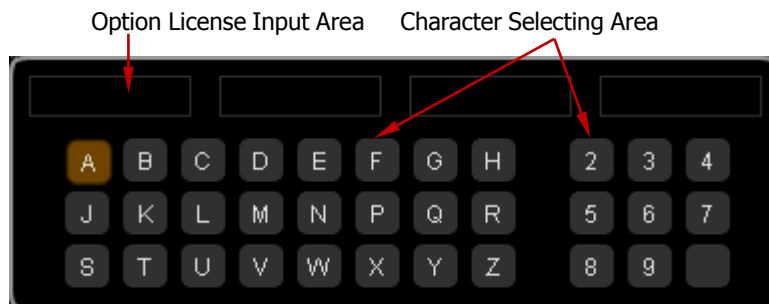 Option License Input Area Character Selecting Area
A B C D E F G H 2 3 4
J K L M N P Q R 5 6 7
S T U V W X Y Z 8 9